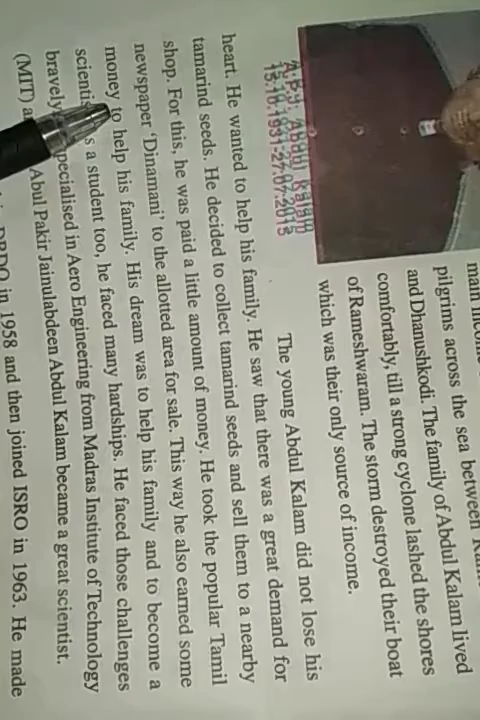 main income
pilgrims across the sea between
and Dhanushkodi. The family of Abdul Kalam lived
comfortably, till a strong cyclone lashed the shores
of Rameshwaram. The storm destroyed their boat
which was their only source of income.
A.P.J. Abdul Kalam
15.10.1931-27.07.2015
The young Abdul Kalam did not lose his
heart. He wanted to help his family. He saw that there was a great demand for
tamarind seeds. He decided to collect tamarind seeds and sell them to a nearby
shop. For this, he was paid a little amount of money. He took the popular Tamil
newspaper ‘Dinamani’ to the allotted area for sale. This way he also earned some
money to help his family. His dream was to help his family and to become a
a student too, he faced many hardships. He faced those challenges
bravely specialised in Aero Engineering from Madras Institute of Technology
(MIT) Abul Pakir Jainulabdeen Abdul Kalam became a great scientist.
DRDO in 1958 and then joined ISRO in 1963. He made